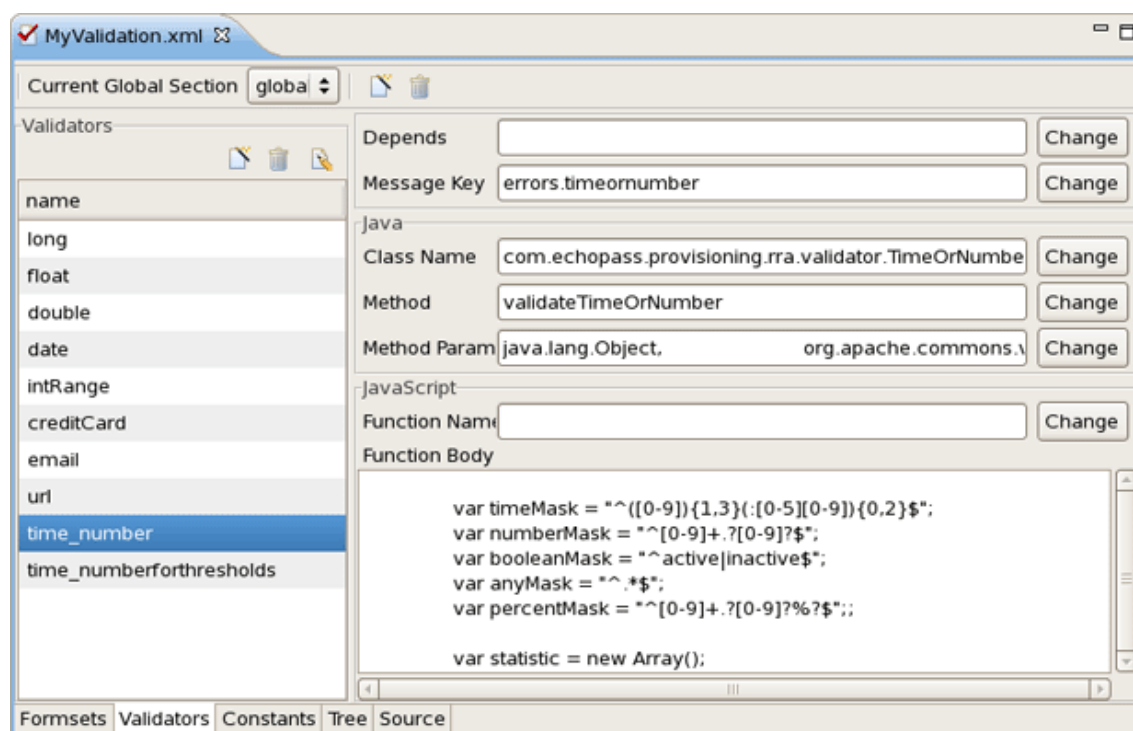 MyValidation.xml
Current Global Section global
Validators
name
long
float
double
date
intRange
creditCard
email
url
time_number
time_numberforthresholds
Depends Change
Message Key errors.timeornumber Change
Java
Class Name com.echopass.provisioning.rra.validator.TimeOrNumbe Change
Method validateTimeOrNumber Change
Method Param java.lang.Object, org.apache.commons.v Change
JavaScript
Function Name Change
Function Body
var timeMask = "^([0-9]){1,3}(:[0-5][0-9]){0,2}$";
var numberMask = "^[0-9]+.?[0-9]?$";
var booleanMask = "^active|inactive$";
var anyMask = "^.*$";
var percentMask = "^[0-9]+.?[0-9]?%?$";;
var statistic = new Array();
Formsets Validators Constants Tree Source